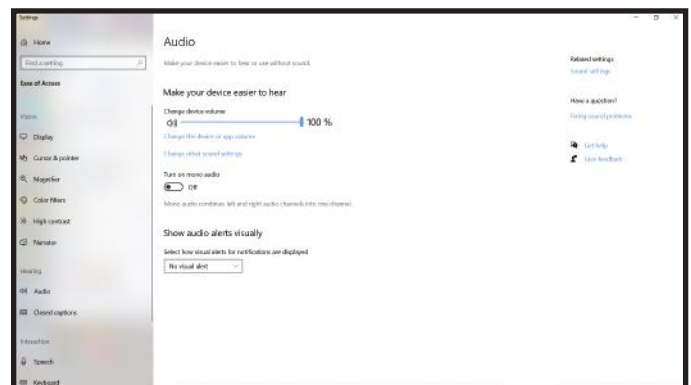 Settings
Home
Find a setting
Ease of Access
Vision
Display
Cursor & pointer
Magnifier
Color filters
High contrast
Narrator
Hearing
Audio
Closed captions
Interaction
Speech
Keyboard
Audio
Make your device easier to hear or use without sound.
Make your device easier to hear
Change device volume
100 %
Change the device or app volume
Change other sound settings
Turn on mono audio
Off
Mono audio combines left and right audio channels into one channel.
Show audio alerts visually
Select how visual alerts for notifications are displayed
No visual alert
Related settings
Sound settings
Have a question?
Fixing sound problems
Get help
Give feedback